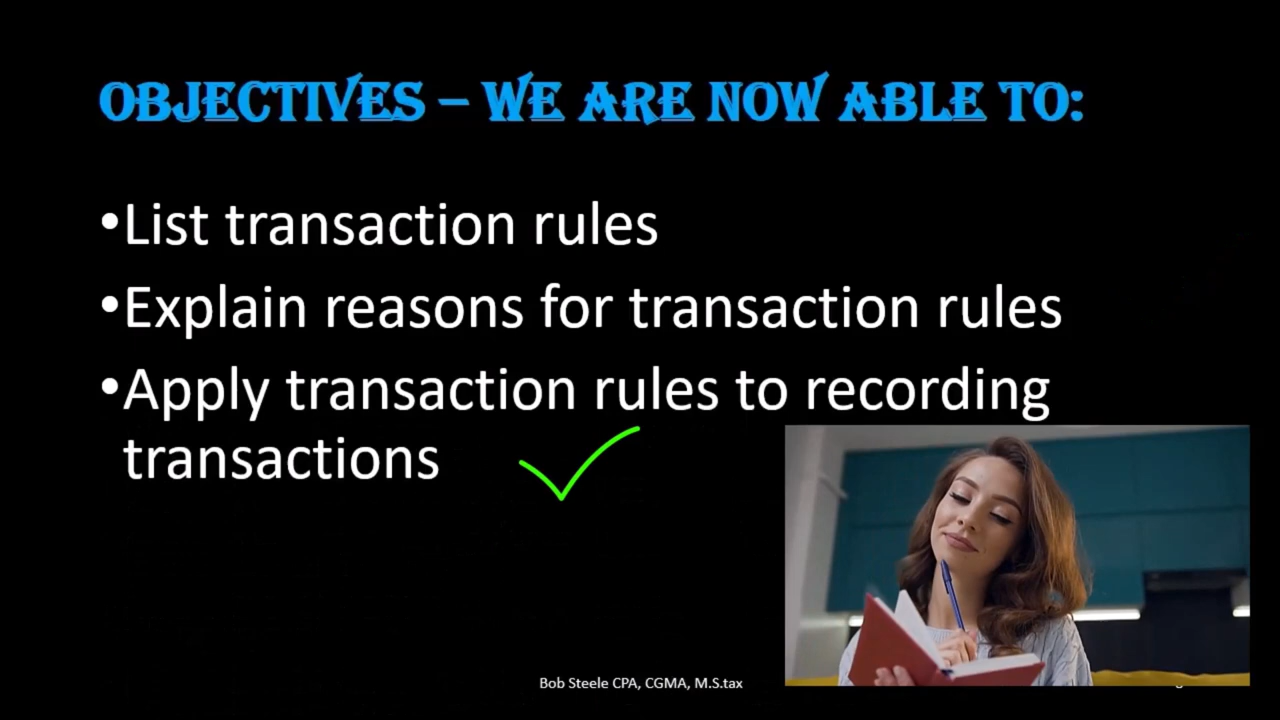 OBJECTIVES – WE ARE NOW ABLE TO:
•List transaction rules
•Explain reasons for transaction rules
•Apply transaction rules to recording
transactions
Bob Steele CPA, CGMA, M.S.tax